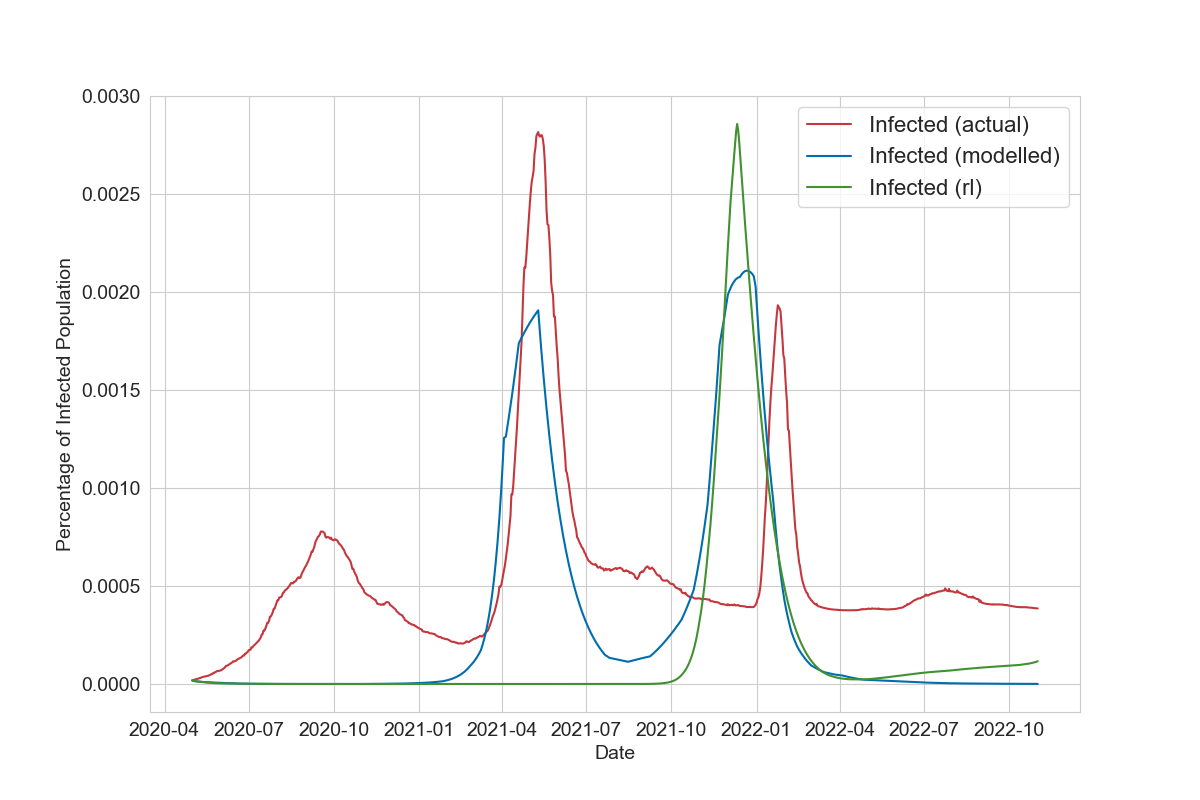 0.0030
0.0025
0.0020
0.0015
0.0010
0.0005
0.0000
Percentage of Infected Population
Infected (actual)
Infected (modelled)
Infected (rl)
2020-04 2020-07 2020-10 2021-01 2021-04 2021-07 2021-10 2022-01 2022-04 2022-07 2022-10
Date